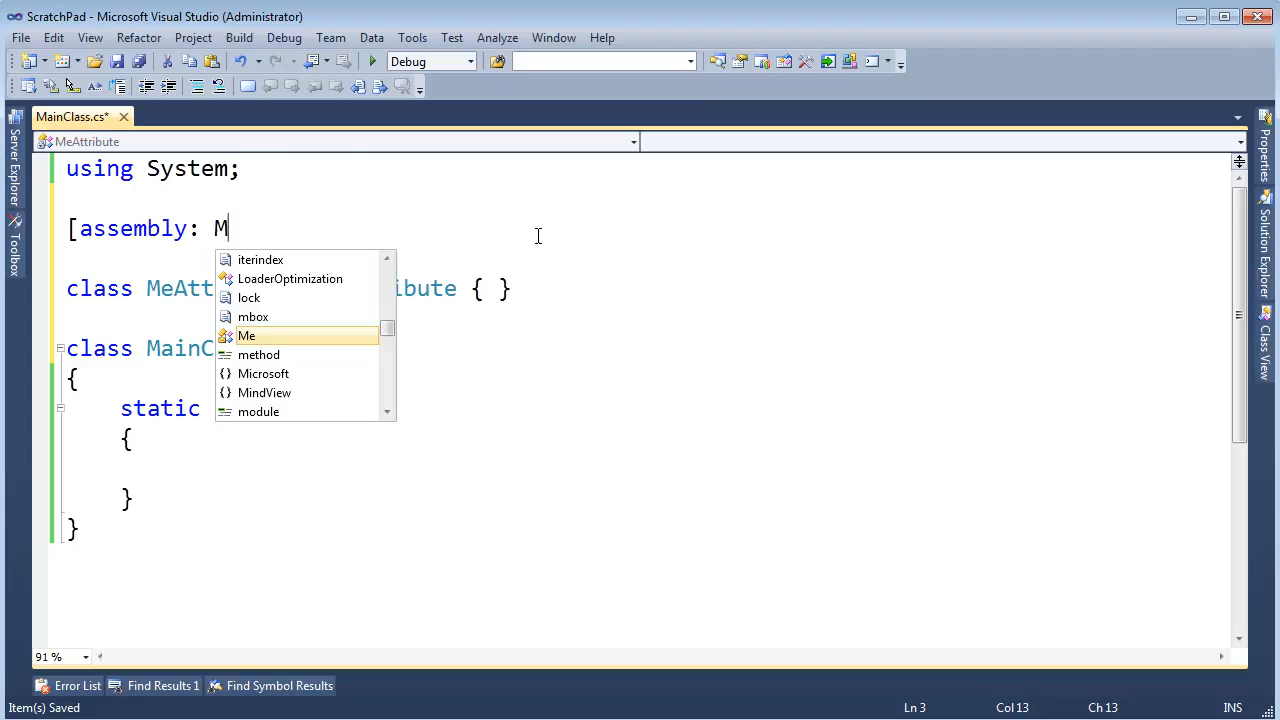 ScratchPad - Microsoft Visual Studio (Administrator)
File Edit View Refactor Project Build Debug Team Data Tools Test Analyze Window Help
Debug
MainClass.cs*
MeAttribute
using System;
[assembly: M
iterindex
LoaderOptimization
lock
mbox
Me
method
Microsoft
MindView
module
class MeAtt ibute { }
class MainC
{
static
{
}
}
Server Explorer
Toolbox
Properties
Solution Explorer
Class View
91 %
Error List Find Results 1 Find Symbol Results
Item(s) Saved Ln 3 Col 13 Ch 13 INS